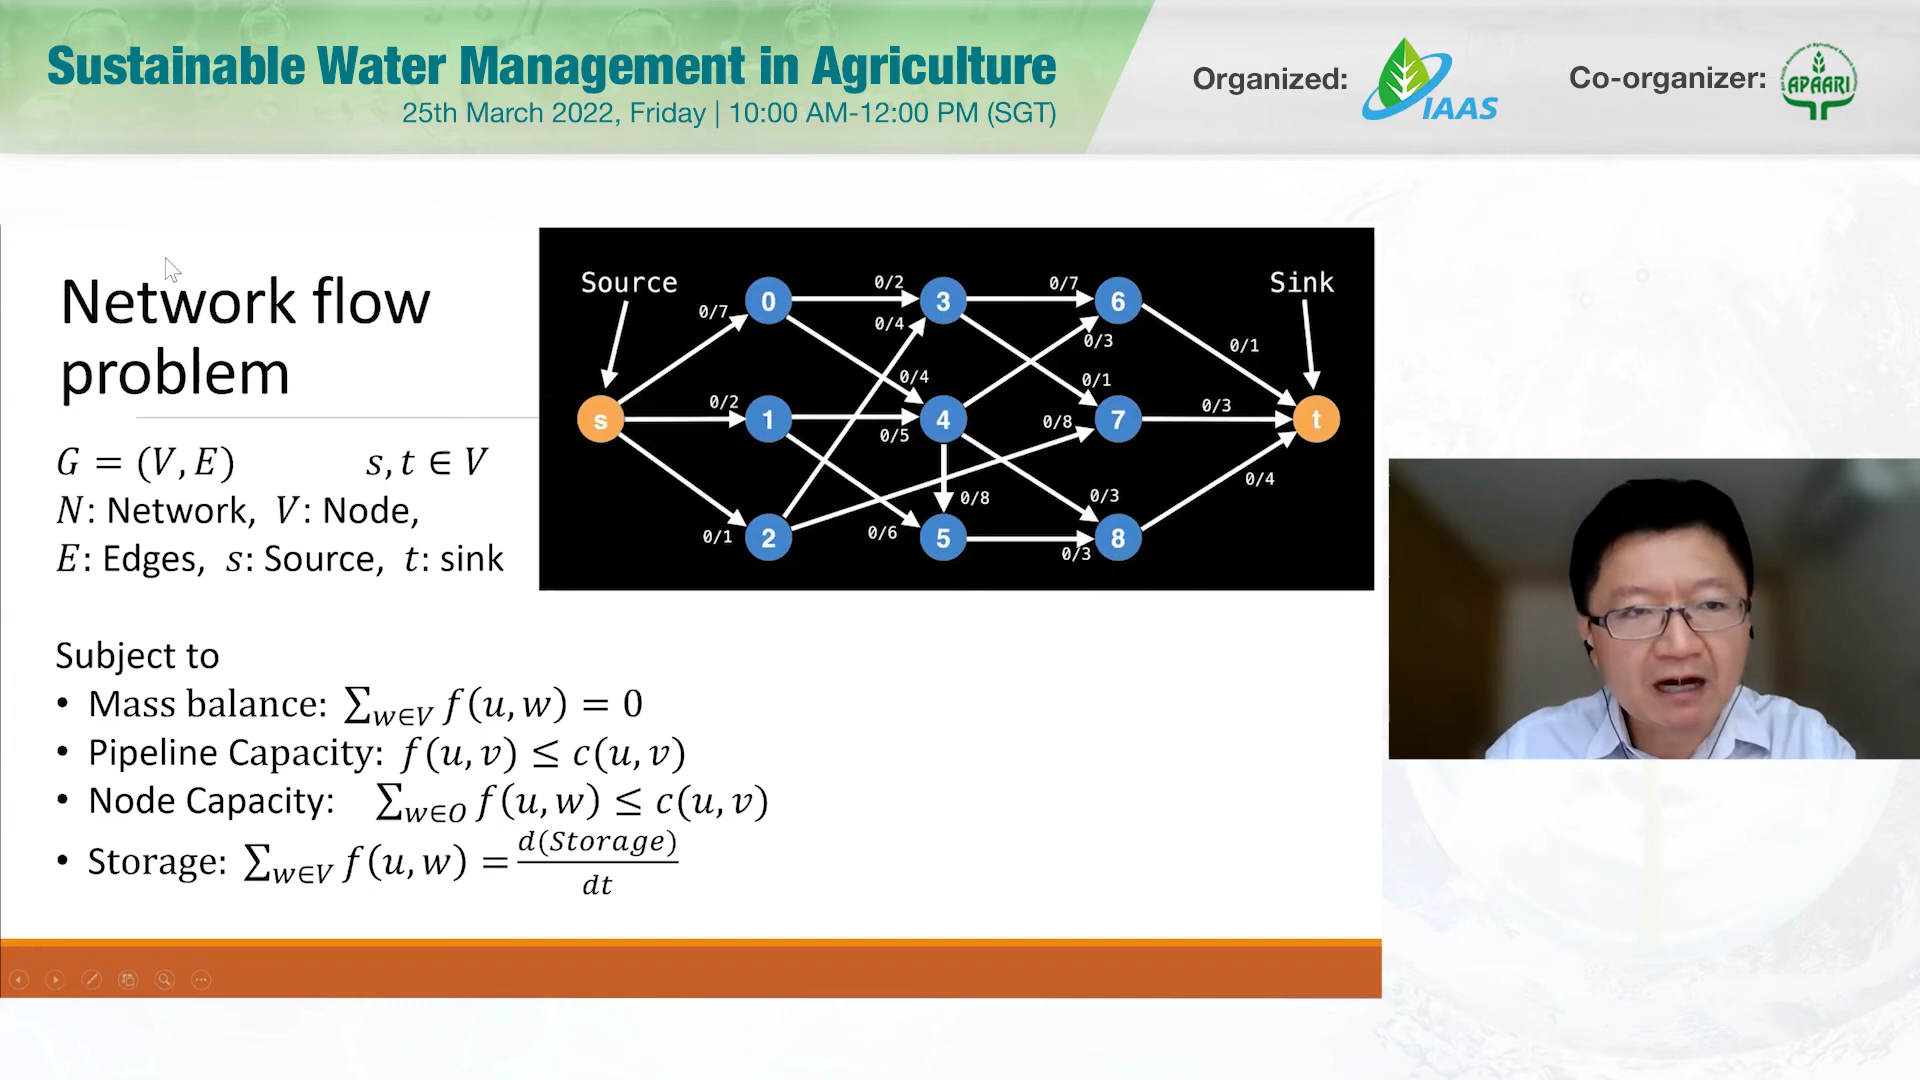 Sustainable Water Management in Agriculture
25th March 2022, Friday | 10:00 AM-12:00 PM (SGT)
Organized:
IAAS
Co-organizer:
APAARI
Network flow
problem
G = (V, E) s, t ∈ V
N: Network, V: Node,
E: Edges, s: Source, t: sink
Source
Sink
0/7
0
0/2
3
0/7
6
0/4
0/3
0/1
0/4
0/1
s
0/2
1
0/5
4
0/8
7
0/3
t
0/1
2
0/6
5
0/8
0/3
0/3
8
0/4
Subject to
• Mass balance: ∑w∈V f(u, w) = 0
• Pipeline Capacity: f(u, v) ≤ c(u, v)
• Node Capacity: ∑w∈O f(u, w) ≤ c(u, v)
• Storage: ∑w∈V f(u, w) = d(Storage)/dt